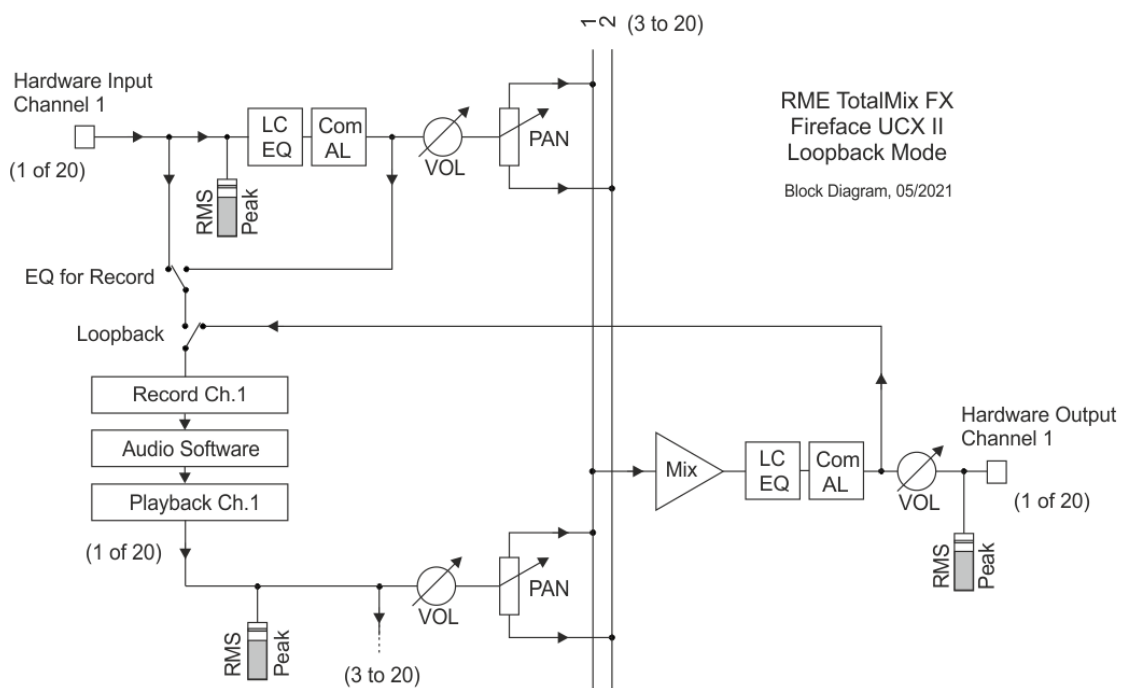 1
2
(3 to 20)
Hardware Input
Channel 1
(1 of 20)
LC
EQ
Com
AL
VOL
PAN
RMS
Peak
RME TotalMix FX
Fireface UCX II
Loopback Mode
Block Diagram, 05/2021
EQ for Record
Loopback
Record Ch.1
Audio Software
Playback Ch.1
(1 of 20)
Mix
LC
EQ
Com
AL
VOL
Hardware Output
Channel 1
(1 of 20)
RMS
Peak
VOL
PAN
RMS
Peak
(3 to 20)